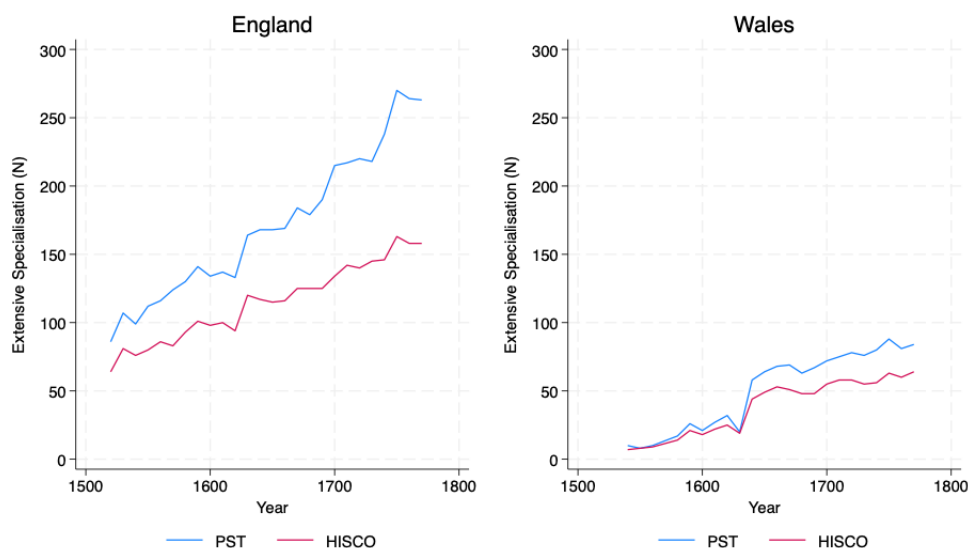 England
Wales
Extensive Specialisation (N)
300
250
200
150
100
50
0
1500
1600
1700
1800
Year
PST
HISCO
Extensive Specialisation (N)
300
250
200
150
100
50
0
1500
1600
1700
1800
Year
PST
HISCO